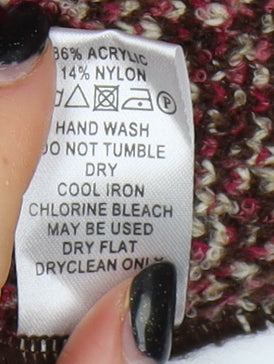 86% ACRYLIC
14% NYLON
P
HAND WASH
DO NOT TUMBLE
DRY
COOL IRON
CHLORINE BLEACH
MAY BE USED
DRY FLAT
DRYCLEAN ONLY